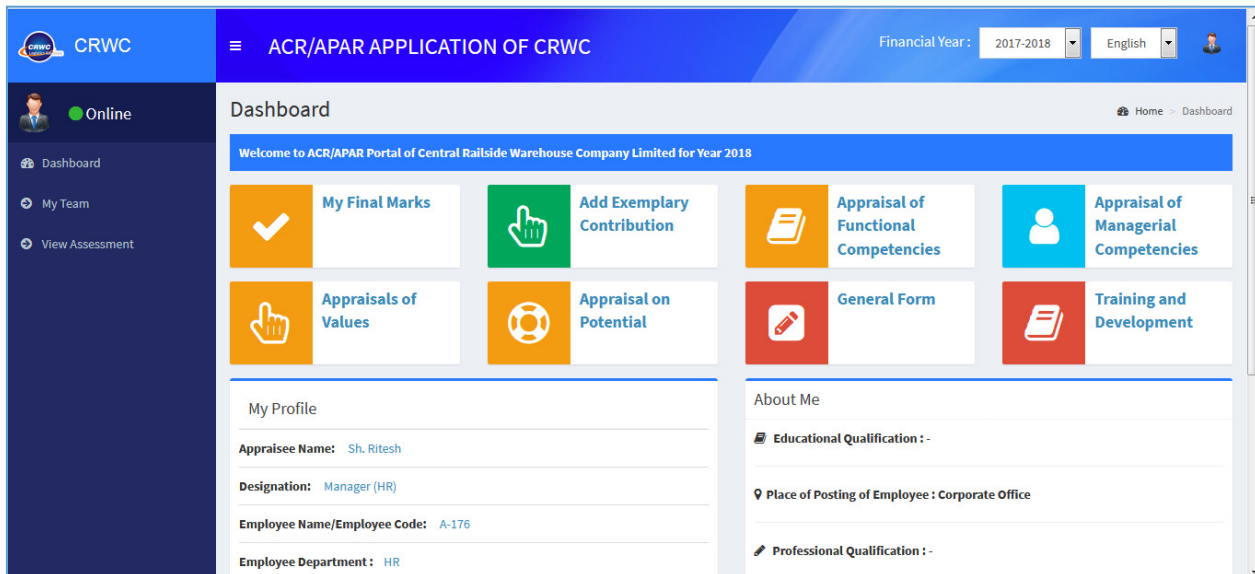 CRWC
CRWC
ACR/APAR APPLICATION OF CRWC
Financial Year :
2017-2018
English
Online
Dashboard
My Team
View Assessment
Dashboard
Home > Dashboard
Welcome to ACR/APAR Portal of Central Railside Warehouse Company Limited for Year 2018
My Final Marks
Add Exemplary
Contribution
Appraisal of
Functional
Competencies
Appraisal of
Managerial
Competencies
Appraisals of
Values
Appraisal on
Potential
General Form
Training and
Development
My Profile
Appraisee Name: Sh. Ritesh
Designation: Manager (HR)
Employee Name/Employee Code: A-176
Employee Department : HR
About Me
Educational Qualification : -
Place of Posting of Employee : Corporate Office
Professional Qualification : -